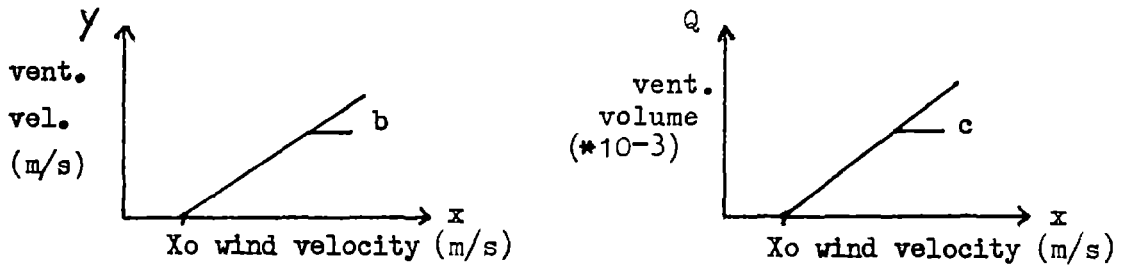 y
vent.
vel.
(m/s)
b
x
Xo wind velocity (m/s)
Q
vent.
volume
(*10-3)
c
x
Xo wind velocity (m/s)